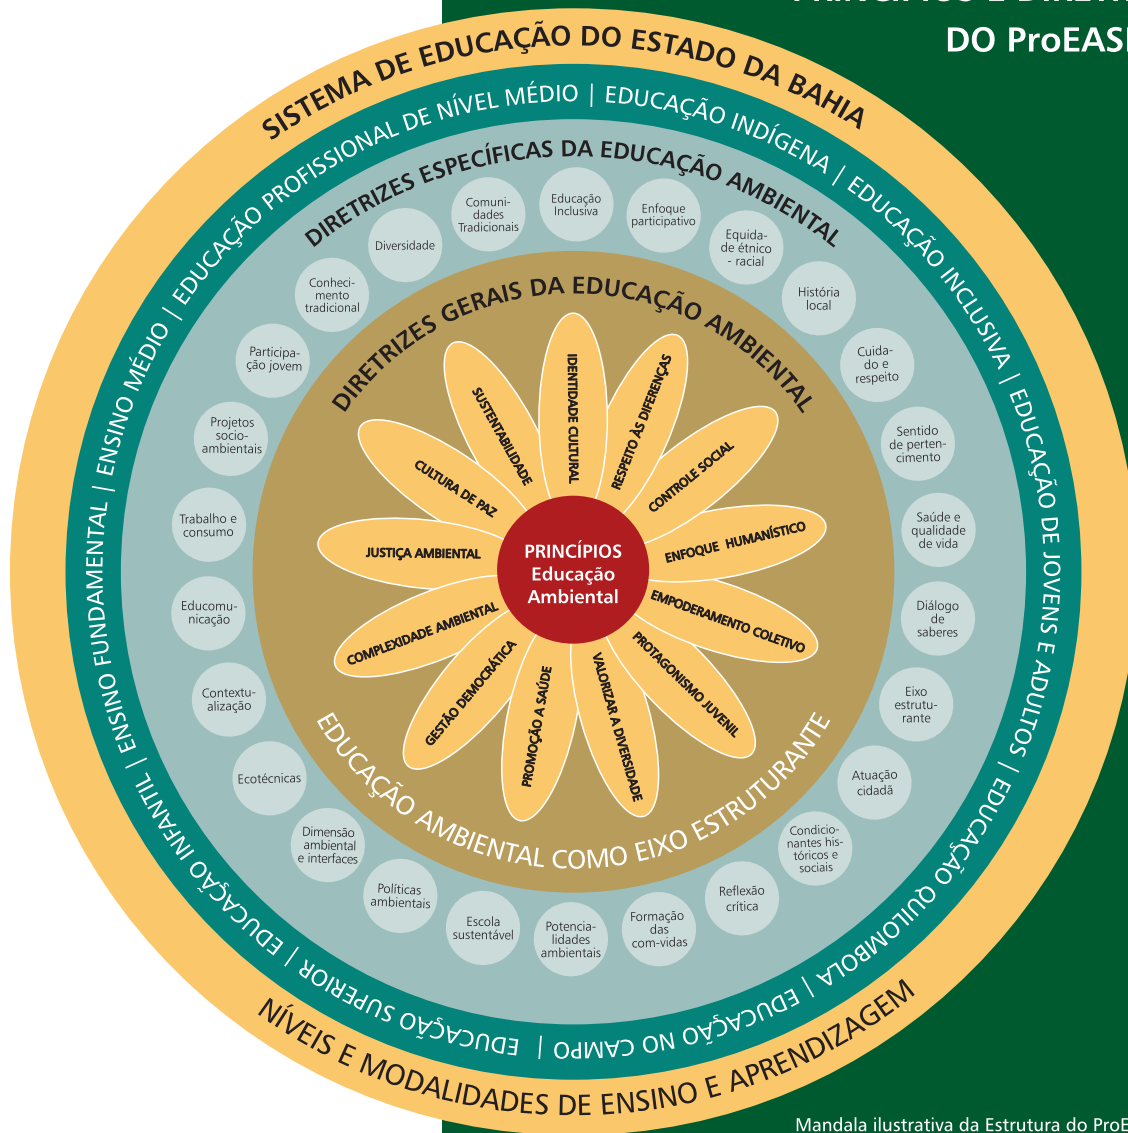 DO ProEASE
SISTEMA DE EDUCAÇÃO DO ESTADO DA BAHIA
EDUCAÇÃO INFANTIL | ENSINO FUNDAMENTAL | ENSINO MÉDIO | EDUCAÇÃO PROFISSIONAL DE NÍVEL MÉDIO | EDUCAÇÃO INDÍGENA | EDUCAÇÃO INCLUSIVA | EDUCAÇÃO DE JOVENS E ADULTOS | EDUCAÇÃO QUILOMBOLA | EDUCAÇÃO NO CAMPO | EDUCAÇÃO SUPERIOR |
DIRETRIZES ESPECÍFICAS DA EDUCAÇÃO AMBIENTAL
Educação
Inclusiva
Enfoque
participativo
Equida-
de étnico
- racial
História
local
Cuida-
do e
respeito
Sentido
de perten-
cimento
Saúde e
qualidade
de vida
Diálogo
de
saberes
Eixo
estrutu-
rante
Atuação
cidadã
Condicio-
nantes his-
tóricos e
sociais
Reflexão
crítica
Formação
das
com-vidas
Potencia-
lidades
ambientais
Escola
sustentável
Políticas
ambientais
Dimensão
ambiental
e interfaces
Ecotécnicas
Contextu-
alização
Educomu-
nicação
Trabalho e
consumo
Projetos
socio-
ambientais
Participa-
ção jovem
Conheci-
mento
tradicional
Diversidade
Comuni-
dades
Tradicionais
DIRETRIZES GERAIS DA EDUCAÇÃO AMBIENTAL
IDENTIDADE CULTURAL
RESPEITO ÀS DIFERENÇAS
CONTROLE SOCIAL
ENFOQUE HUMANÍSTICO
EMPODERAMENTO COLETIVO
PROTAGONISMO JUVENIL
VALORIZAR A DIVERSIDADE
PROMOÇÃO A SAÚDE
GESTÃO DEMOCRÁTICA
COMPLEXIDADE AMBIENTAL
JUSTIÇA AMBIENTAL
CULTURA DE PAZ
SUSTENTABILIDADE
PRINCÍPIOS
Educação
Ambiental
EDUCAÇÃO AMBIENTAL COMO EIXO ESTRUTURANTE
NÍVEIS E MODALIDADES DE ENSINO E APRENDIZAGEM
Mandala ilustrativa da Estrutura do